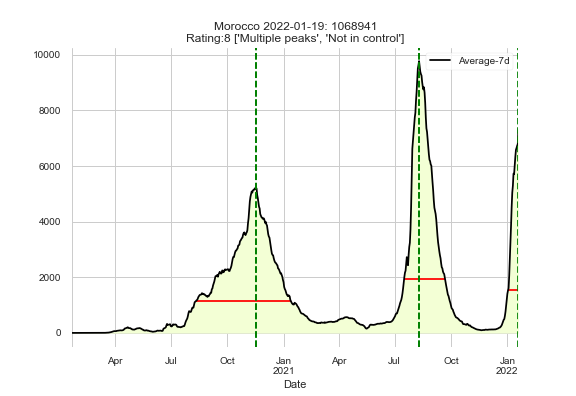 Morocco 2022-01-19: 1068941
Rating:8 ['Multiple peaks', 'Not in control']
Average-7d
10000
8000
6000
4000
2000
0
Apr
Jul
Oct
Jan
2021
Apr
Jul
Oct
Jan
2022
Date